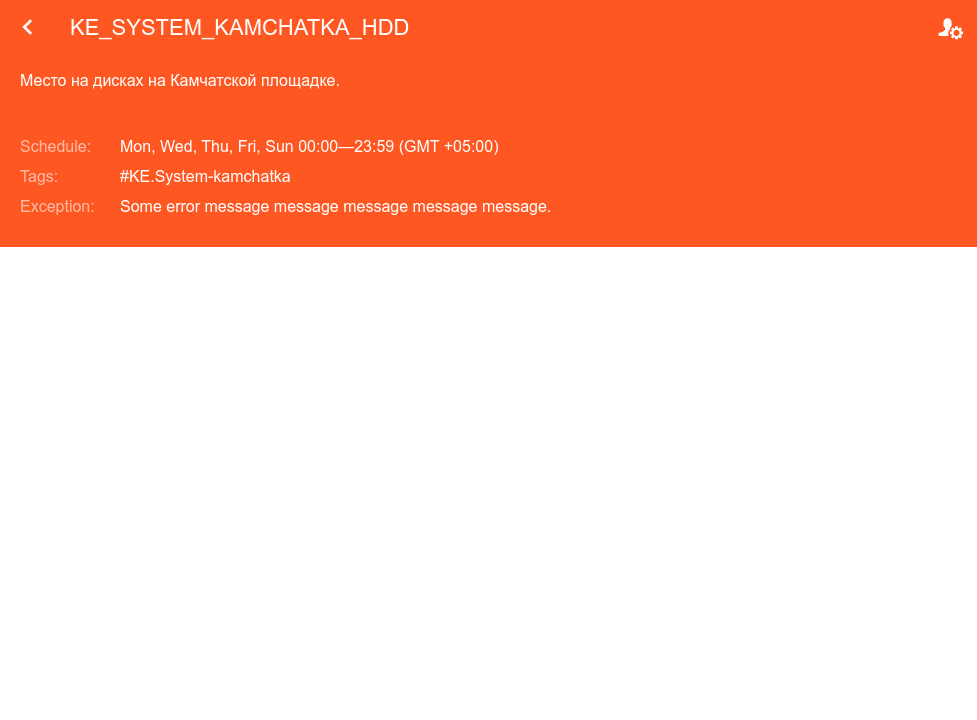 KE_SYSTEM_KAMCHATKA_HDD
Место на дисках на Камчатской площадке.
Schedule: Mon, Wed, Thu, Fri, Sun 00:00—23:59 (GMT +05:00)
Tags: #KE.System-kamchatka
Exception: Some error message message message message message.